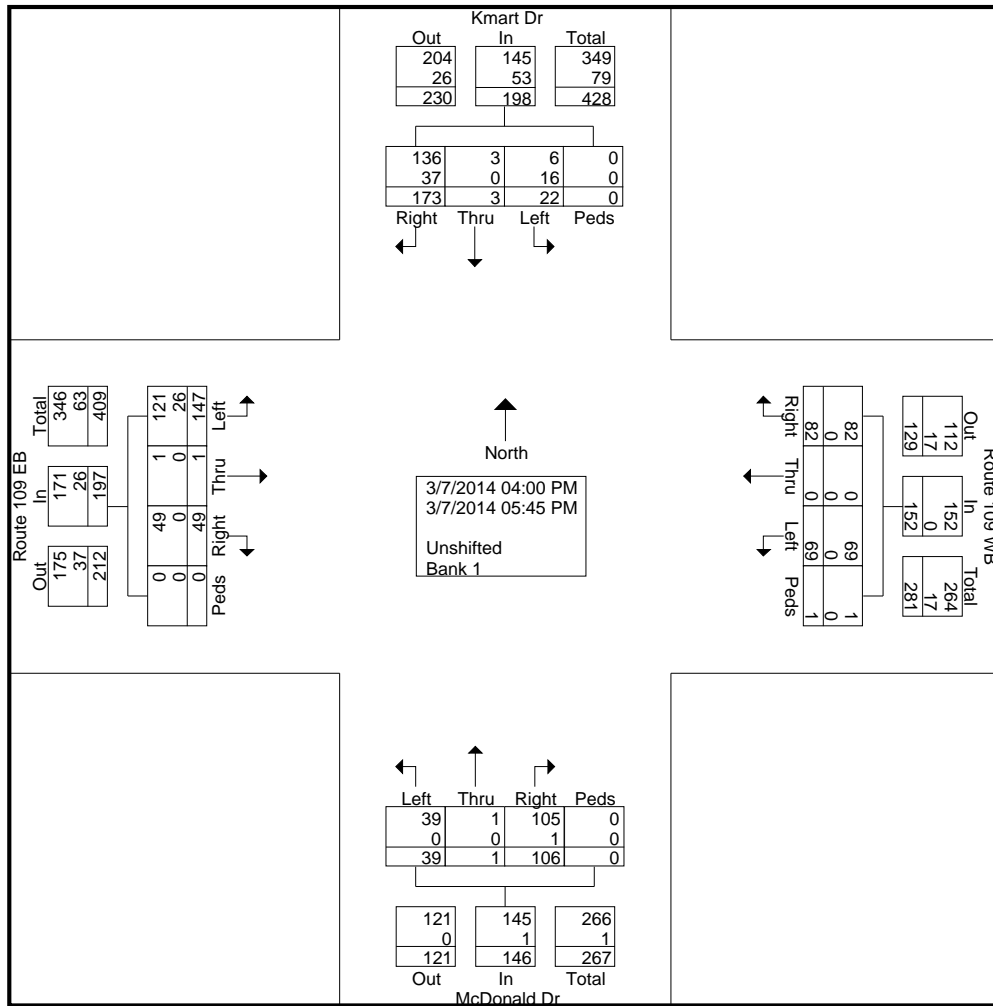 Kmart Dr
Out In Total
204 145 349
26 53 79
230 198 428
136 3 6 0
37 0 16 0
173 3 22 0
Right Thru Left Peds
Route 109 EB
Total In Out
346 171 175
63 26 37
409 197 212
121 1 49 0
26 0 0 0
147 1 49 0
Left Thru Right Peds
North
3/7/2014 04:00 PM
3/7/2014 05:45 PM
Unshifted
Bank 1
Route 109 WB
Out In Total
112 152 264
17 0 17
129 152 281
82 0 69 1
0 0 0 0
82 0 69 1
Right Thru Left Peds
Left Thru Right Peds
39 1 105 0
0 0 1 0
39 1 106 0
121 145 266
0 1 1
121 146 267
Out In Total
McDonald Dr